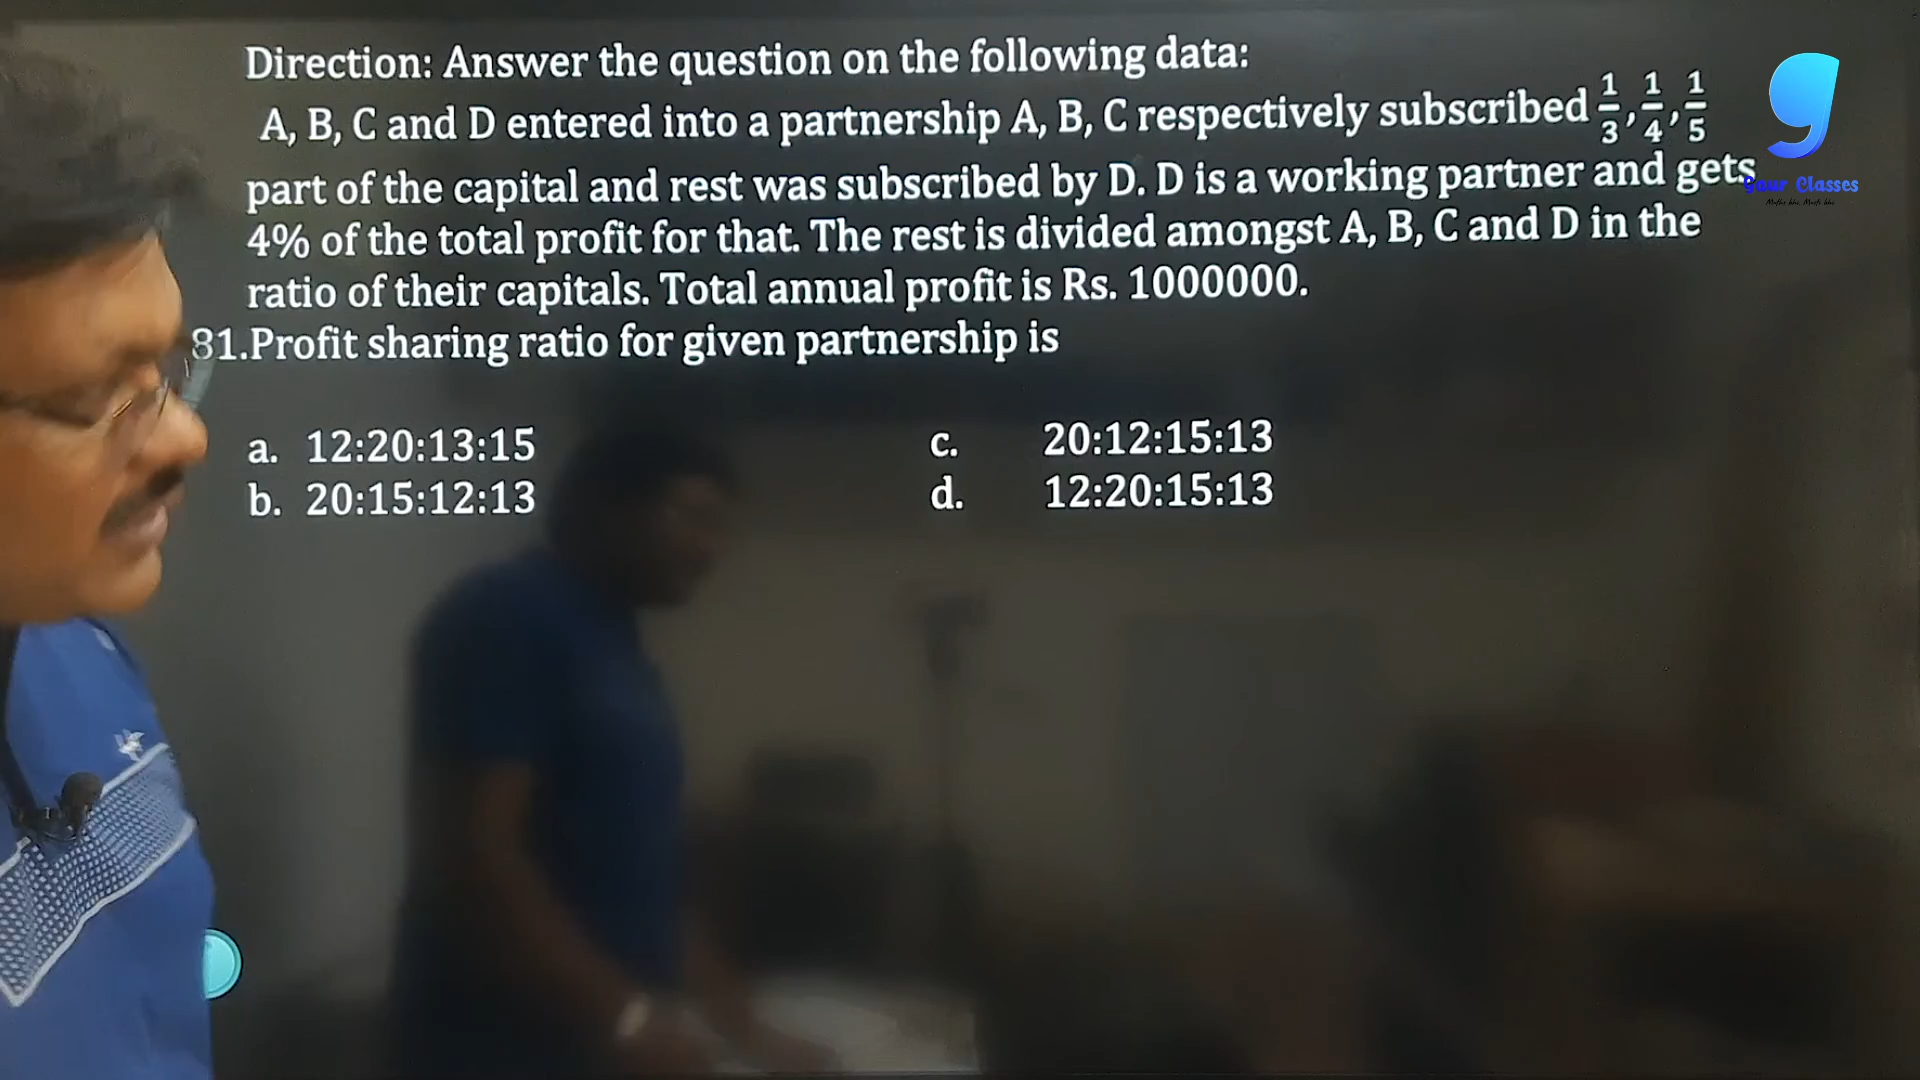 Direction: Answer the question on the following data:
A, B, C and D entered into a partnership A, B, C respectively subscribed 1/3, 1/4, 1/5
part of the capital and rest was subscribed by D. D is a working partner and gets
4% of the total profit for that. The rest is divided amongst A, B, C and D in the
ratio of their capitals. Total annual profit is Rs. 1000000.
81.Profit sharing ratio for given partnership is
a. 12:20:13:15
b. 20:15:12:13
c. 20:12:15:13
d. 12:20:15:13
g
Gour Classes